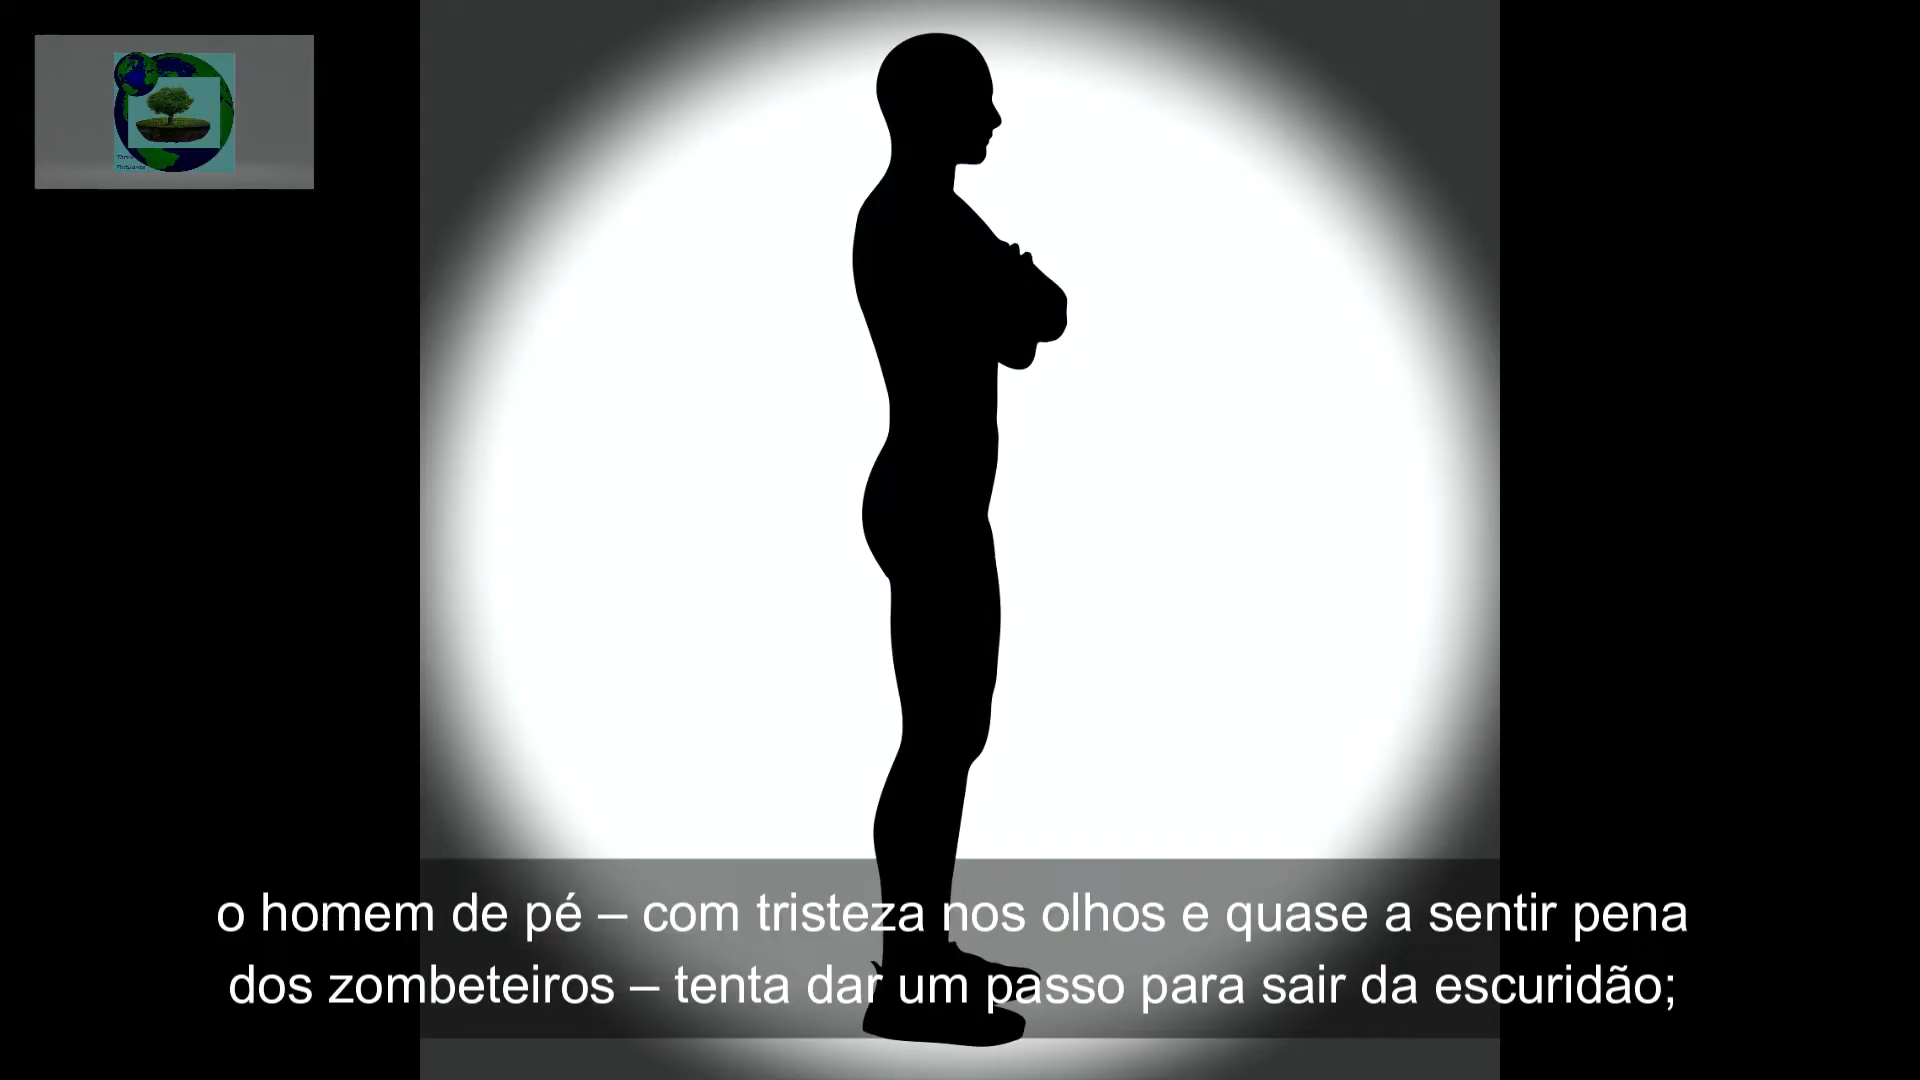 o homem de pé – com tristeza nos olhos e quase a sentir pena
dos zombeteiros – tenta dar um passo para sair da escuridão;